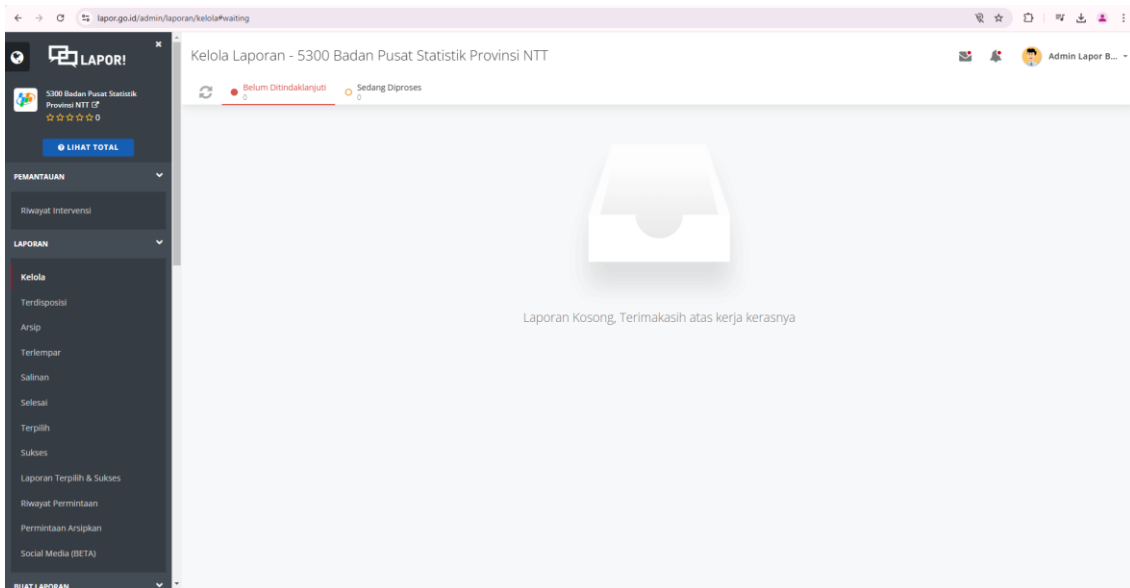 lapor.go.id/admin/laporan/kelola#waiting
LAPOR!
5300 Badan Pusat Statistik
Provinsi NTT
0
LIHAT TOTAL
PEMANTAUAN
Riwayat Intervensi
LAPORAN
Kelola
Terdisposisi
Arsip
Terlempar
Salinan
Selesai
Terpilih
Sukses
Laporan Terpilih & Sukses
Riwayat Permintaan
Permintaan Arsipkan
Social Media (BETA)
BUAT LAPORAN
Kelola Laporan - 5300 Badan Pusat Statistik Provinsi NTT
Admin Lapor B...
Belum Ditindaklanjuti
0
Sedang Diproses
0
Laporan Kosong, Terimakasih atas kerja kerasnya